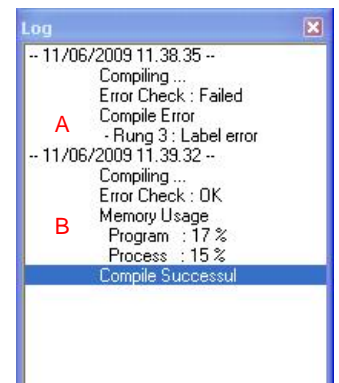 Log
-- 11/06/2009 11.38.35 --
Compiling ...
Error Check : Failed
A Compile Error
- Rung 3 : Label error
-- 11/06/2009 11.39.32 --
Compiling ...
Error Check : OK
B Memory Usage
Program : 17 %
Process : 15 %
Compile Successul